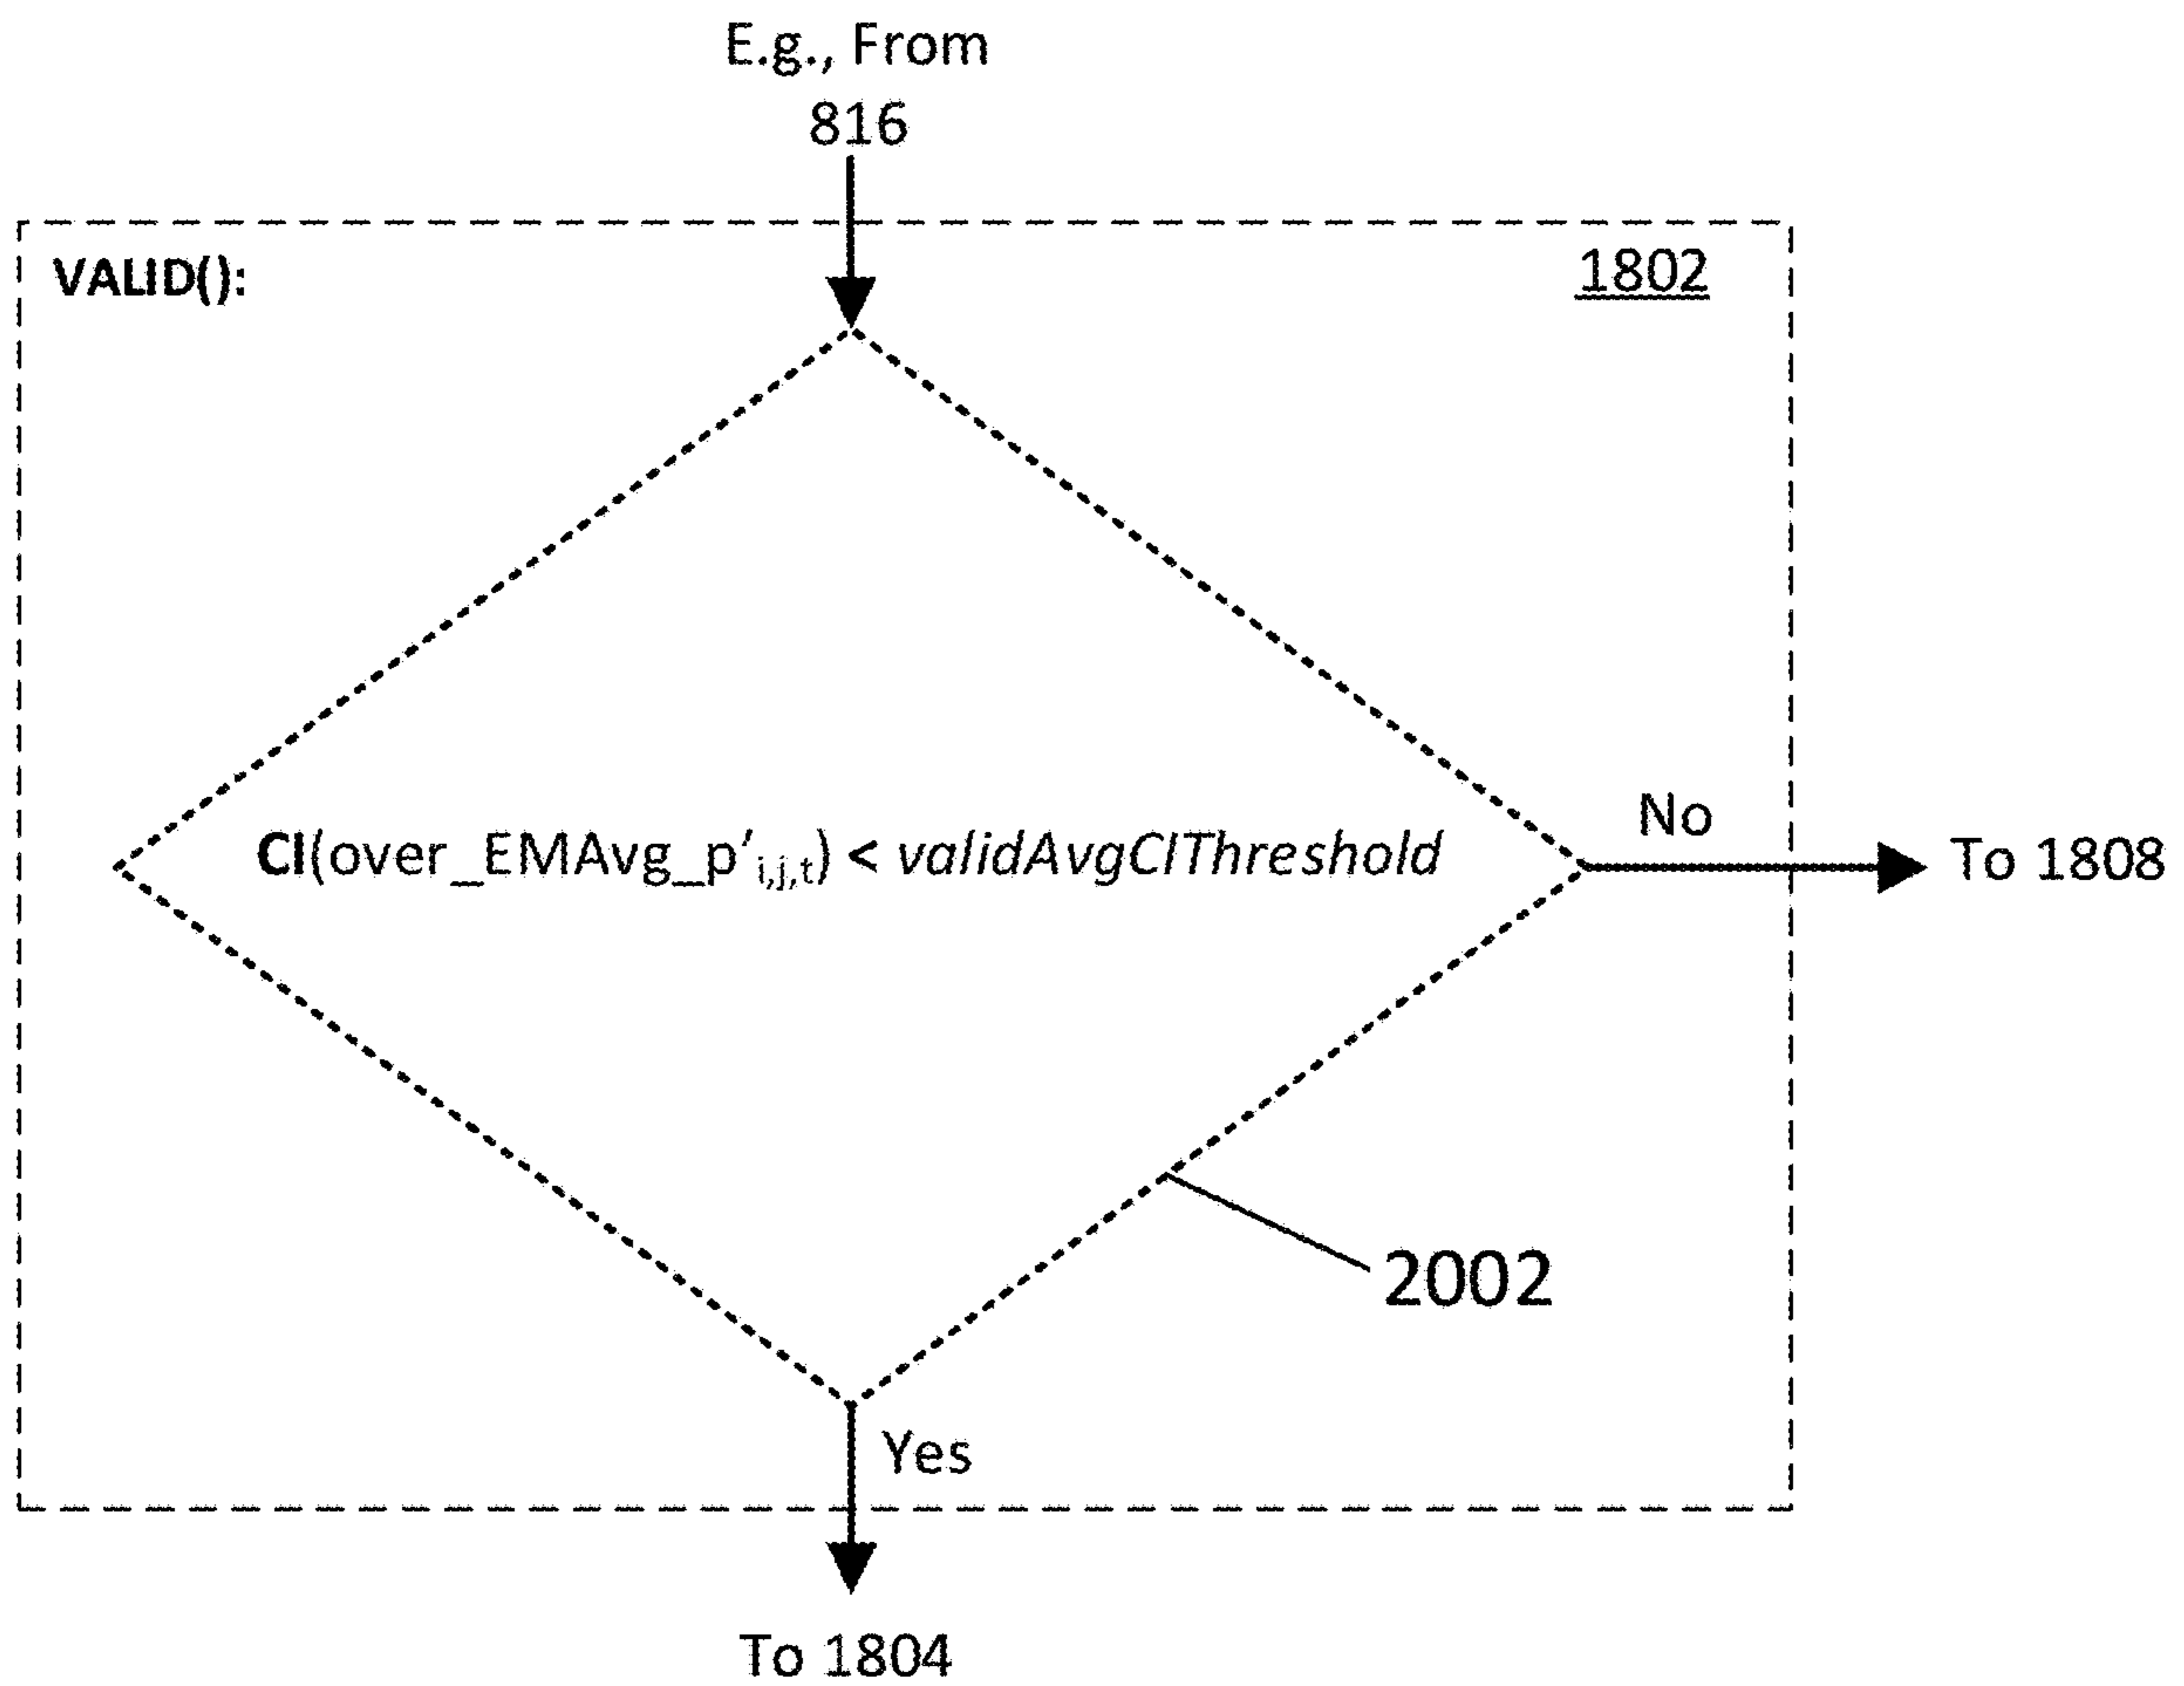 E.g., From
816
VALID():
1802
CI(over_EMAvg_p′i,j,t) < validAvgCIThreshold
No
To 1808
2002
Yes
To 1804